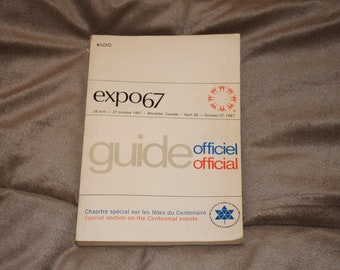 $1.00
expo67
28 avril — 27 octobre 1967 • Montréal, Canada • April 28 — October 27, 1967
guide officiel
official
Chapitre spécial sur les fêtes du Centenaire
Special section on the Centennial events